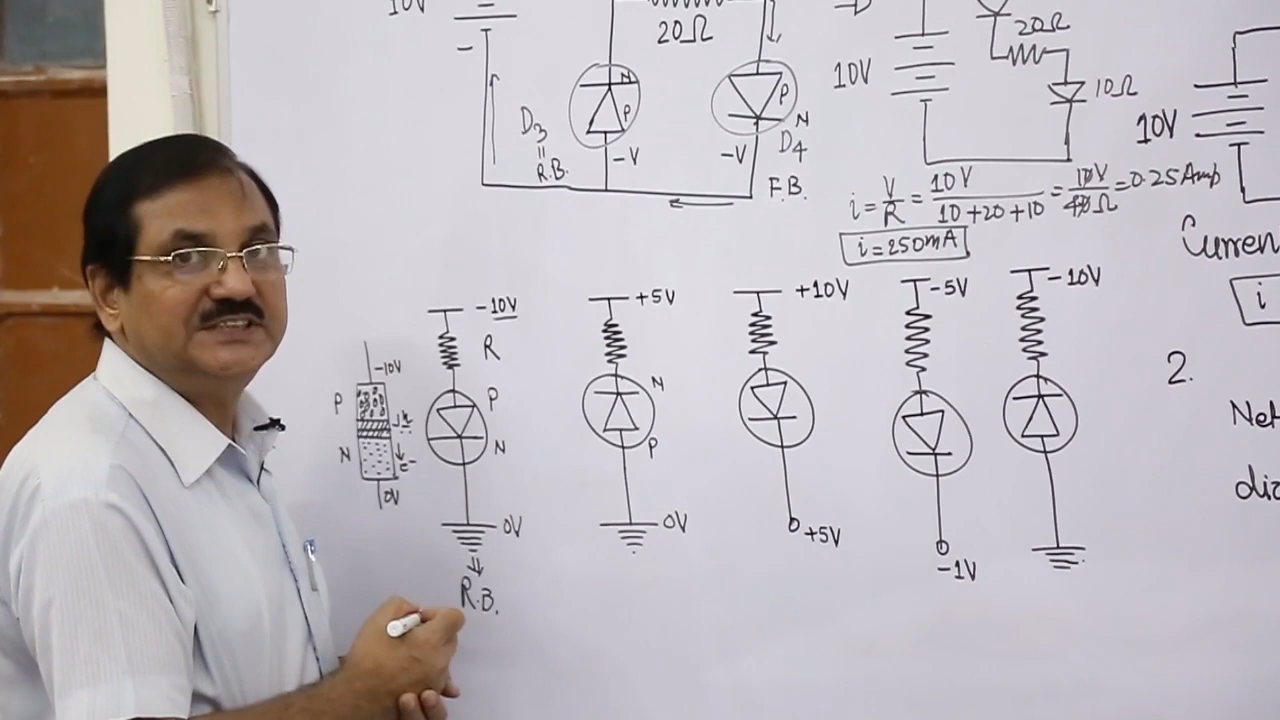 10V
-
20Ω
N
P
D3
=
R.B.
-V
P
N
D4
-V
F.B.
10V
20Ω
10Ω
i = V/R = 10V/10+20+10 = 10V/40Ω = 0.25 Amp
i = 250mA
10V
Curren
i
-10V
R
P
N
0V
⇓
R.B.
-10V
P
N
e-
0V
+5V
N
P
0V
+10V
+5V
-5V
-1V
-10V
2.
Net
dio